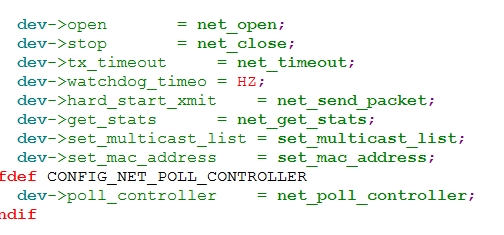 dev->open = net_open;
dev->stop = net_close;
dev->tx_timeout = net_timeout;
dev->watchdog_timeo = HZ;
dev->hard_start_xmit = net_send_packet;
dev->get_stats = net_get_stats;
dev->set_multicast_list = set_multicast_list;
dev->set_mac_address = set_mac_address;
fdef CONFIG_NET_POLL_CONTROLLER
dev->poll_controller = net_poll_controller;
ndif